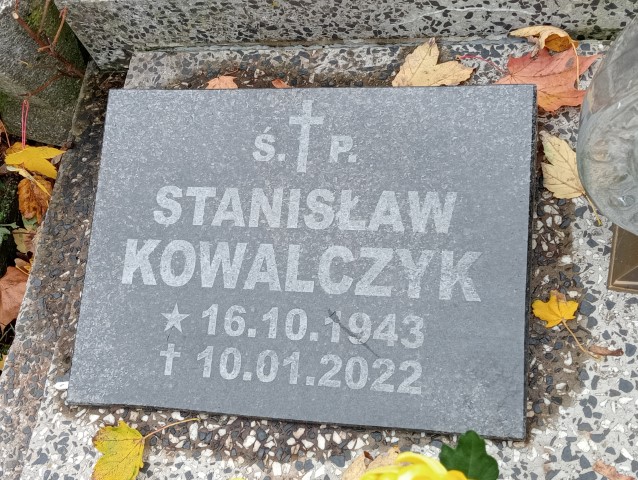 Ś. P.
STANISŁAW
KOWALCZYK
★ 16.10.1943
✝ 10.01.2022